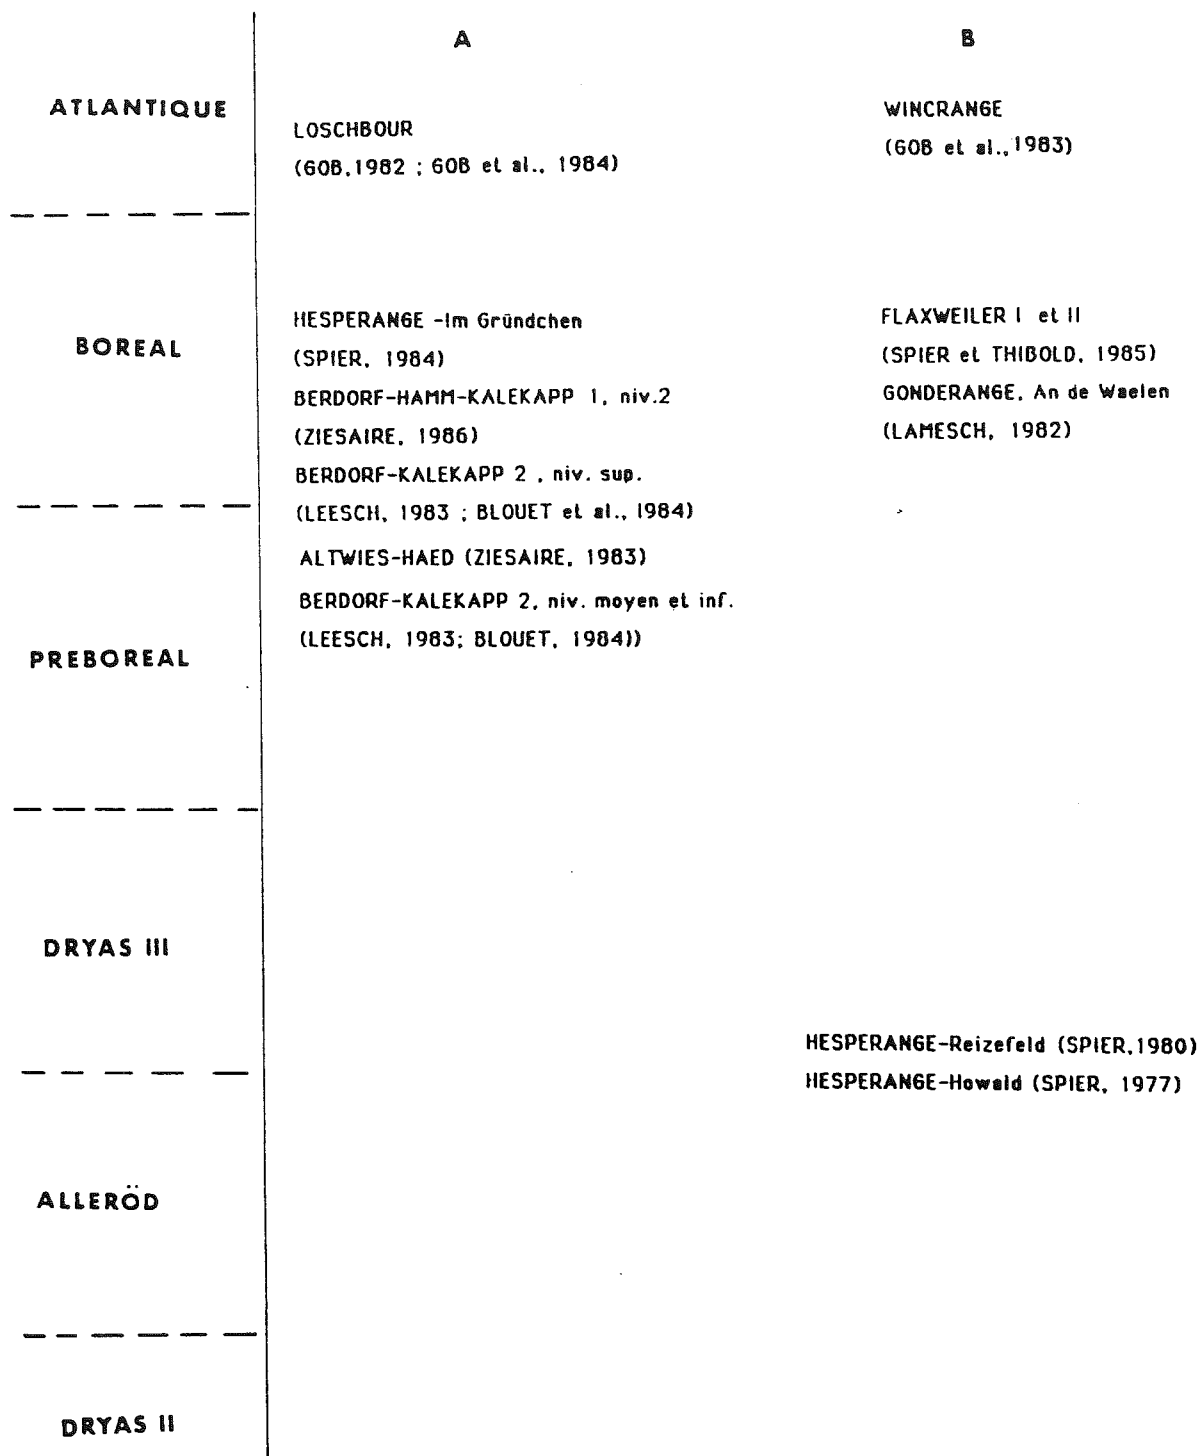 A
B
ATLANTIQUE
LOSCHBOUR
(GOB,1982 ; GOB et al., 1984)
WINCRANGE
(GOB et al., 1983)
BOREAL
HESPERANGE -Im Gründchen
(SPIER, 1984)
BERDORF-HAMM-KALEKAPP 1, niv.2
(ZIESAIRE, 1986)
BERDORF-KALEKAPP 2 , niv. sup.
(LEESCH, 1983 ; BLOUET et al., 1984)
FLAXWEILER I et II
(SPIER et THIBOLD, 1985)
GONDERANGE, An de Waelen
(LAMESCH, 1982)
PREBOREAL
ALTWIES-HAED (ZIESAIRE, 1983)
BERDORF-KALEKAPP 2, niv. moyen et inf.
(LEESCH, 1983; BLOUET, 1984))
DRYAS III
HESPERANGE-Reizefeld (SPIER,1980)
HESPERANGE-Howald (SPIER, 1977)
ALLERÖD
DRYAS II